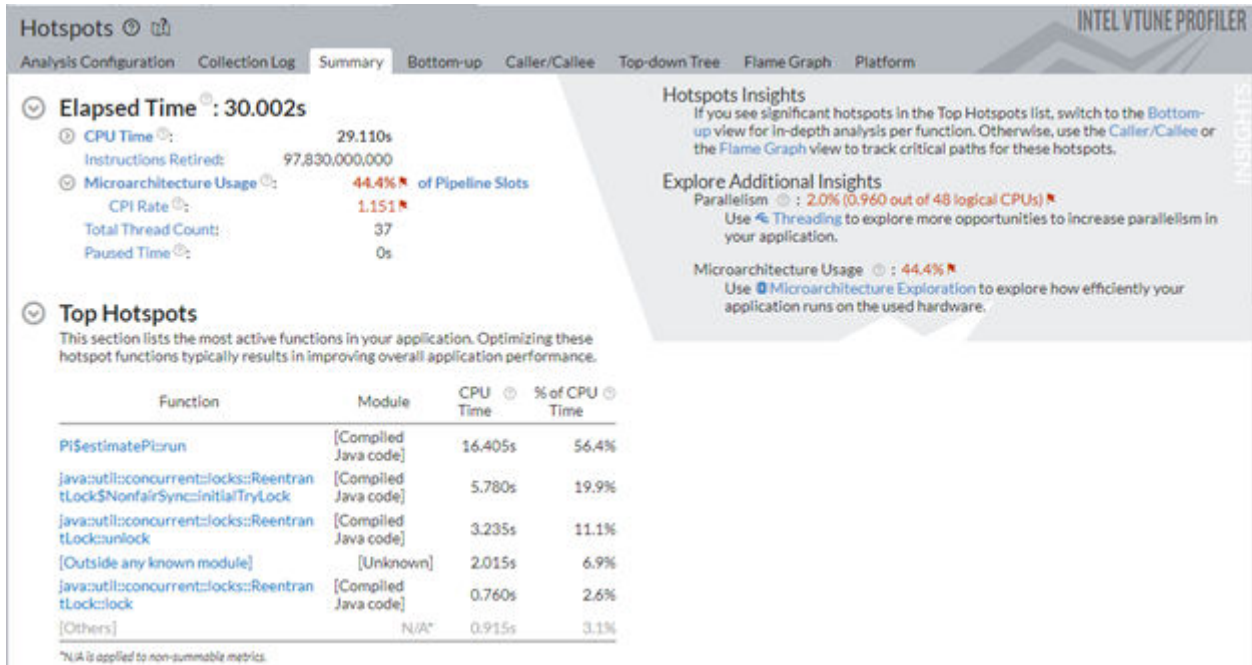 Hotspots
INTEL VTUNE PROFILER
Analysis Configuration Collection Log Summary Bottom-up Caller/Callee Top-down Tree Flame Graph Platform
Elapsed Time: 30.002s
CPU Time: 29.110s
Instructions Retired: 97,830,000,000
Microarchitecture Usage: 44.4% of Pipeline Slots
CPI Rate: 1.151
Total Thread Count: 37
Paused Time: 0s
Top Hotspots
This section lists the most active functions in your application. Optimizing these
hotspot functions typically results in improving overall application performance.
Function Module CPU Time % of CPU Time
Pi$estimatePi::run [Compiled Java code] 16.405s 56.4%
java::util::concurrent::locks::ReentrantLock$NonfairSync::initialTryLock [Compiled Java code] 5.780s 19.9%
java::util::concurrent::locks::ReentrantLock::unlock [Compiled Java code] 3.235s 11.1%
[Outside any known module] [Unknown] 2.015s 6.9%
java::util::concurrent::locks::ReentrantLock::lock [Compiled Java code] 0.760s 2.6%
[Others] N/A* 0.915s 3.1%
*N/A is applied to non-summable metrics.
Hotspots Insights
If you see significant hotspots in the Top Hotspots list, switch to the Bottom-
up view for in-depth analysis per function. Otherwise, use the Caller/Callee or
the Flame Graph view to track critical paths for these hotspots.
Explore Additional Insights
Parallelism : 2.0% (0.960 out of 48 logical CPUs)
Use Threading to explore more opportunities to increase parallelism in
your application.
Microarchitecture Usage : 44.4%
Use Microarchitecture Exploration to explore how efficiently your
application runs on the used hardware.
INSIGHTS